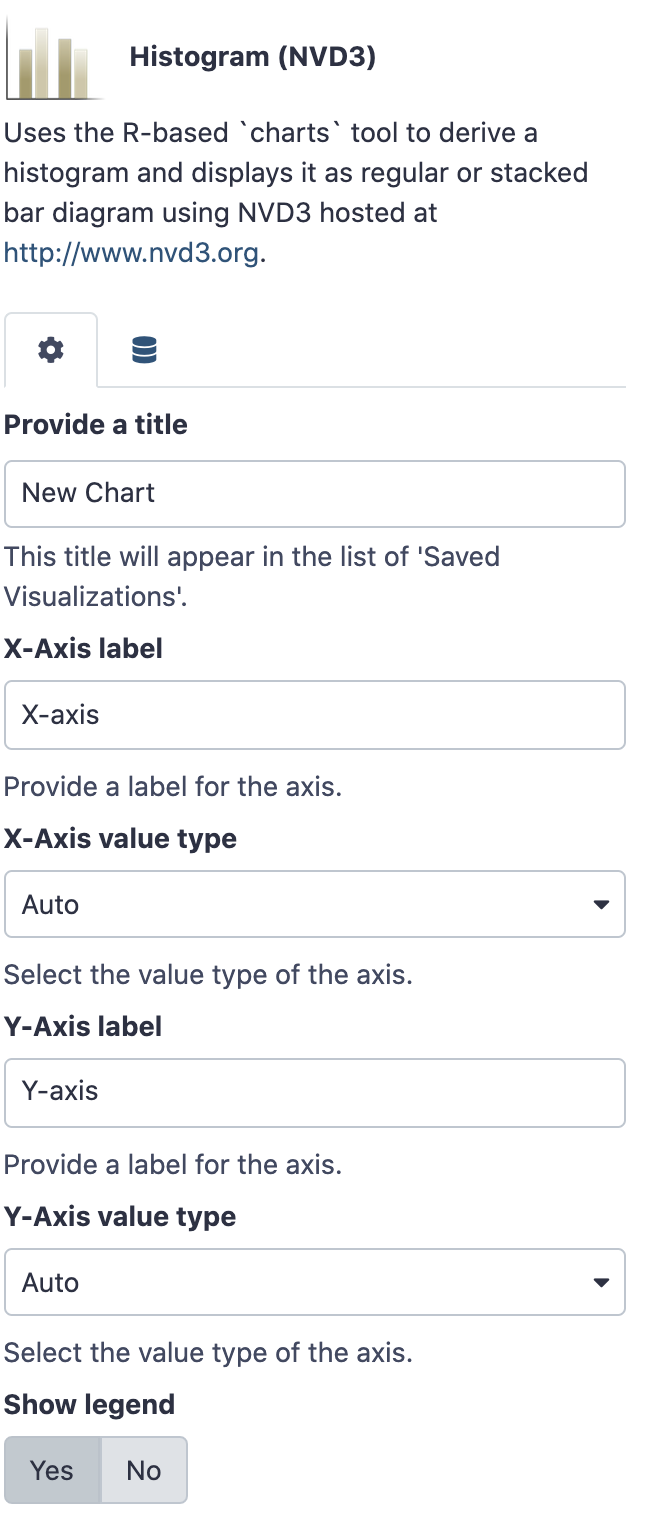 Histogram (NVD3)
Uses the R-based `charts` tool to derive a
histogram and displays it as regular or stacked
bar diagram using NVD3 hosted at
http://www.nvd3.org.
Provide a title
New Chart
This title will appear in the list of 'Saved
Visualizations'.
X-Axis label
X-axis
Provide a label for the axis.
X-Axis value type
Auto
Select the value type of the axis.
Y-Axis label
Y-axis
Provide a label for the axis.
Y-Axis value type
Auto
Select the value type of the axis.
Show legend
Yes No